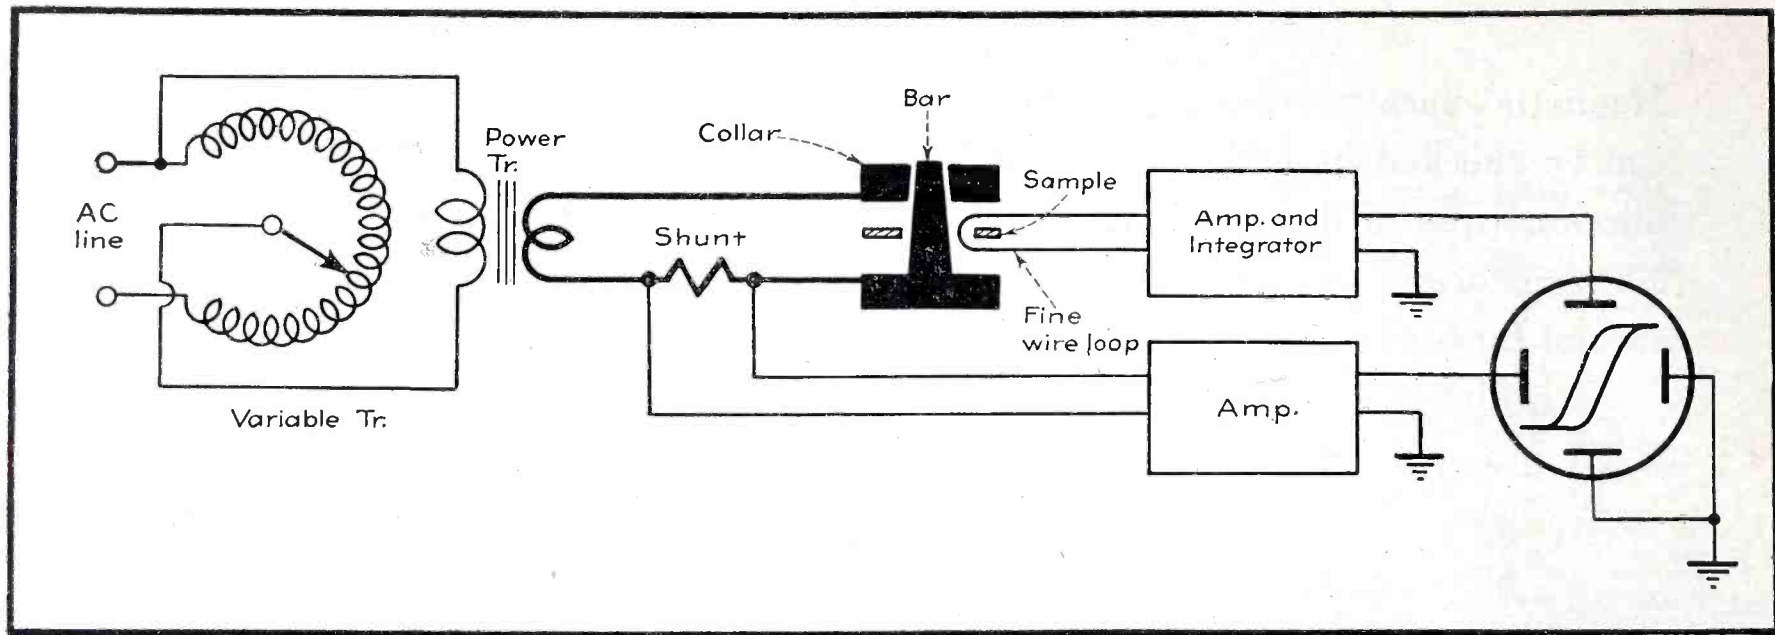 AC
line
Variable Tr.
Power
Tr.
Shunt
Collar
Bar
Sample
Fine
wire loop
Amp. and
Integrator
Amp.